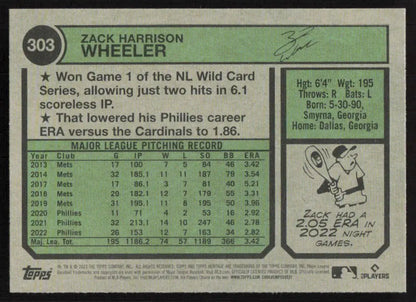 303
ZACK HARRISON
WHEELER
★ Won Game 1 of the NL Wild Card
Series, allowing just two hits in 6.1
scoreless IP.
★ That lowered his Phillies career
ERA versus the Cardinals to 1.86.
Hgt: 6'4" Wgt: 195
Throws: R Bats: L
Born: 5-30-90,
Smyrna, Georgia
Home: Dallas, Georgia
MAJOR LEAGUE PITCHING RECORD
YEAR CLUB G IP W L SO BB ERA
2013 Mets 17 100 7 5 84 46 3.42
2014 Mets 32 185.1 11 11 187 79 3.54
2017 Mets 17 86.1 3 7 81 40 5.21
2018 Mets 29 182.1 12 7 179 55 3.31
2019 Mets 31 195.1 11 8 195 50 3.96
2020 Phillies 11 71 4 2 53 16 2.92
2021 Phillies 32 213.1 14 10 247 46 2.78
2022 Phillies 26 153 12 7 163 34 2.82
Maj. Lea. Tot. 195 1186.2 74 57 1189 366 3.42
ZACK HAD A
2.05 ERA IN
2022 NIGHT
GAMES.
Topps
MLB
PLAYERS